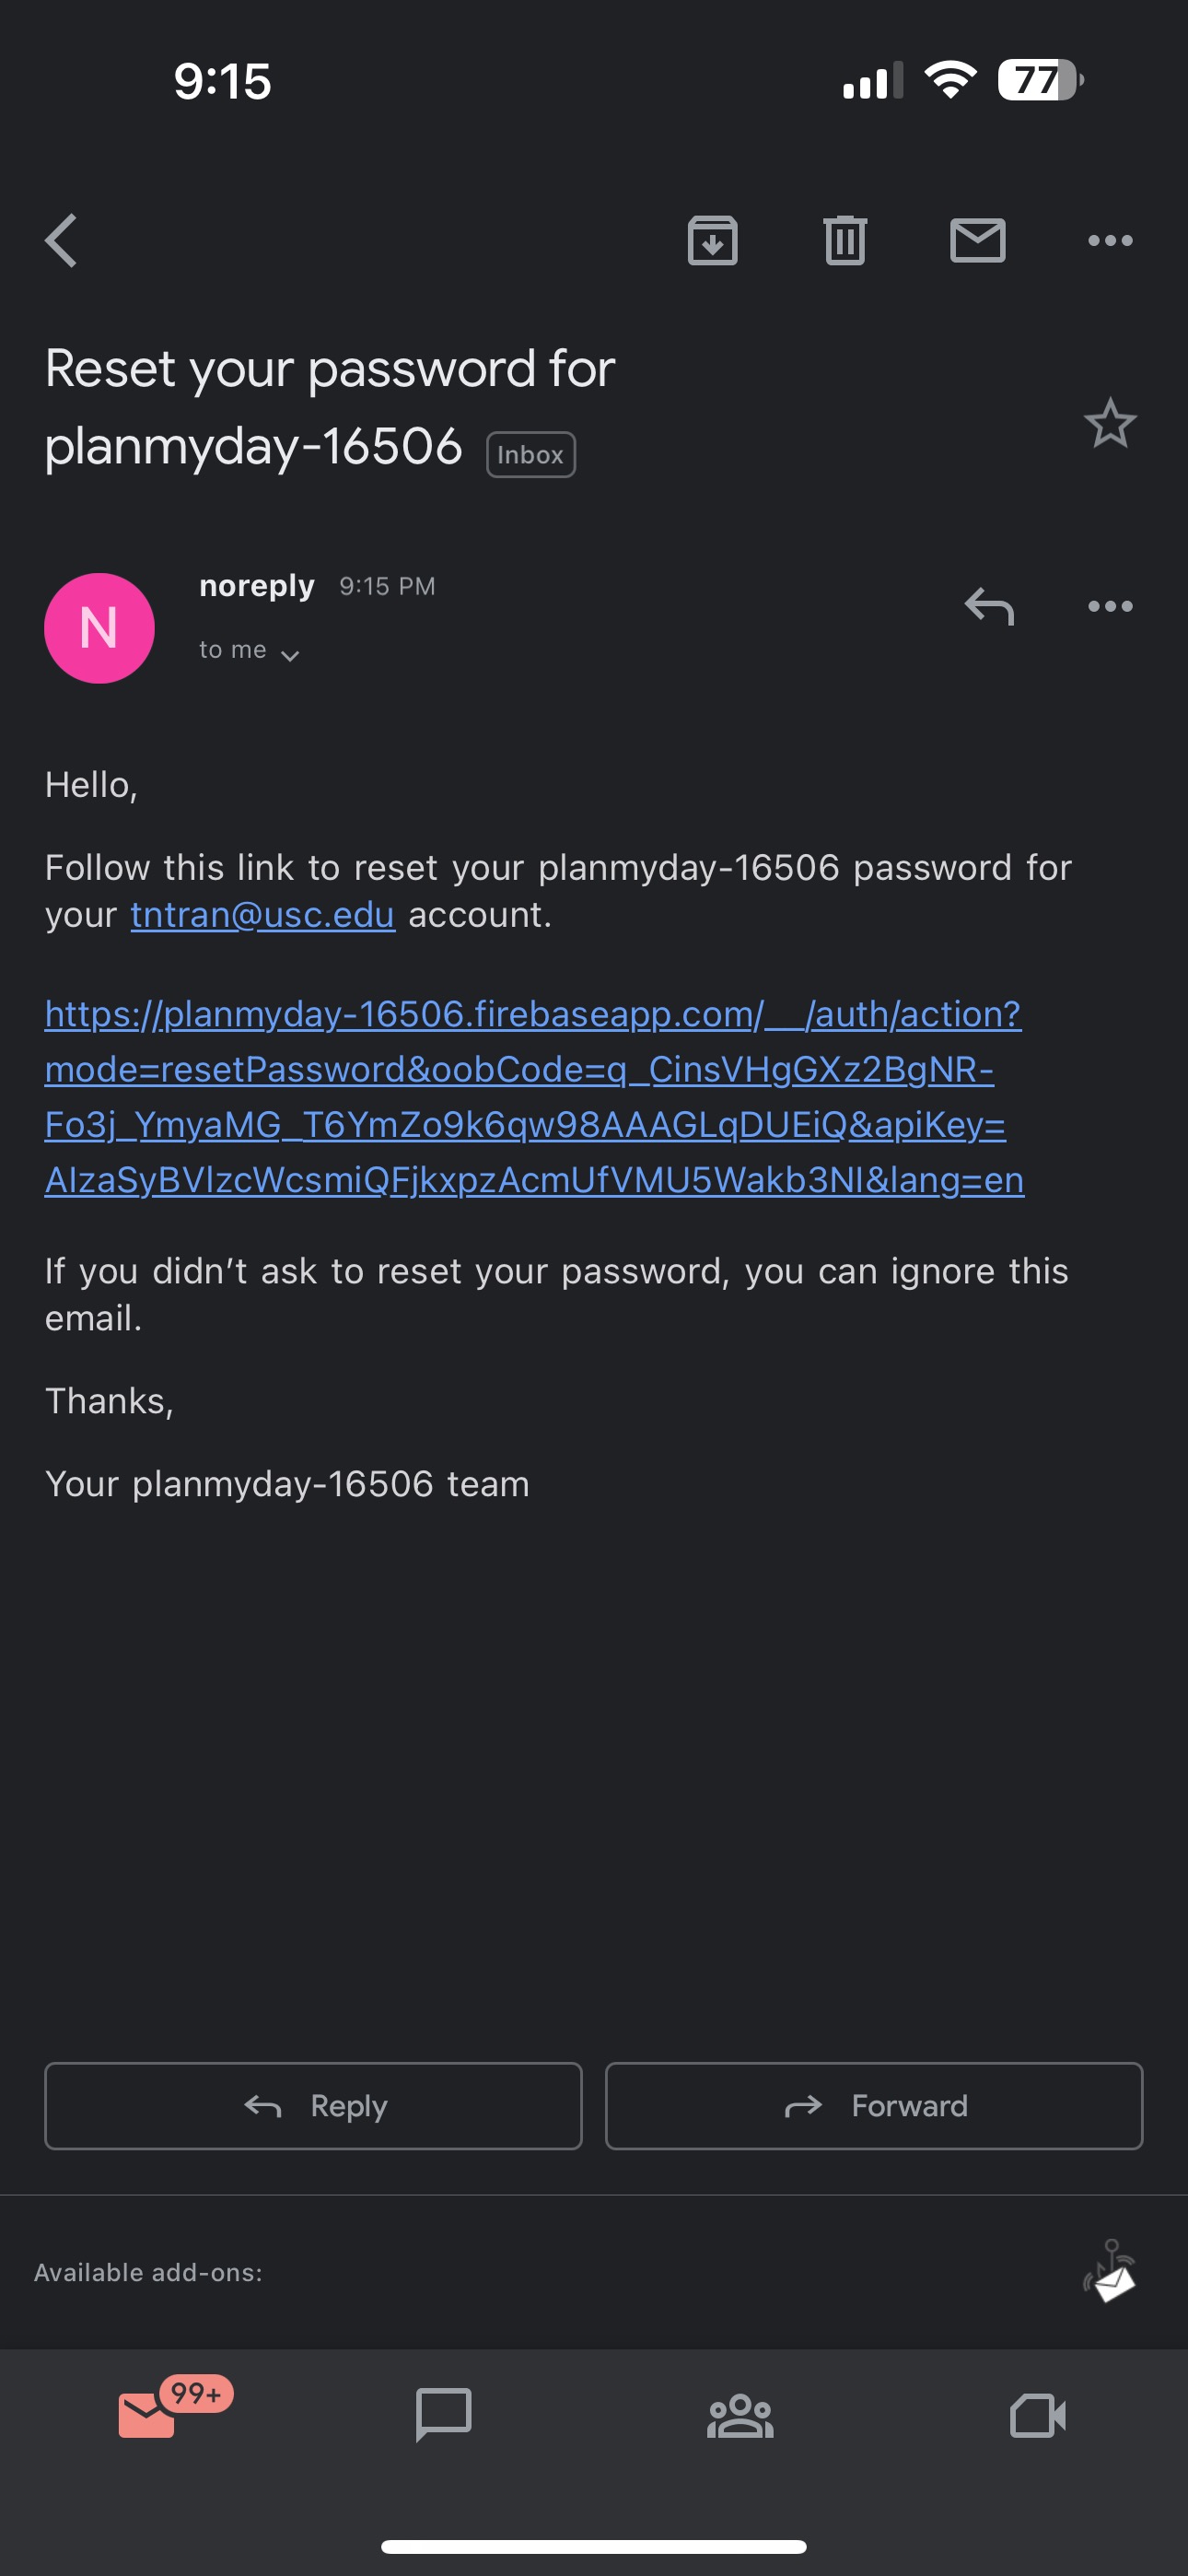 9:15
77
Reset your password for
planmyday-16506 Inbox
N
noreply 9:15 PM
to me
Hello,
Follow this link to reset your planmyday-16506 password for
your tntran@usc.edu account.
https://planmyday-16506.firebaseapp.com/__/auth/action?
mode=resetPassword&oobCode=q_CinsVHgGXz2BgNR-
Fo3j_YmyaMG_T6YmZo9k6qw98AAAGLqDUEiQ&apiKey=
AIzaSyBVlzcWcsmiQFjkxpzAcmUfVMU5Wakb3NI&lang=en
If you didn’t ask to reset your password, you can ignore this
email.
Thanks,
Your planmyday-16506 team
Reply
Forward
Available add-ons:
99+